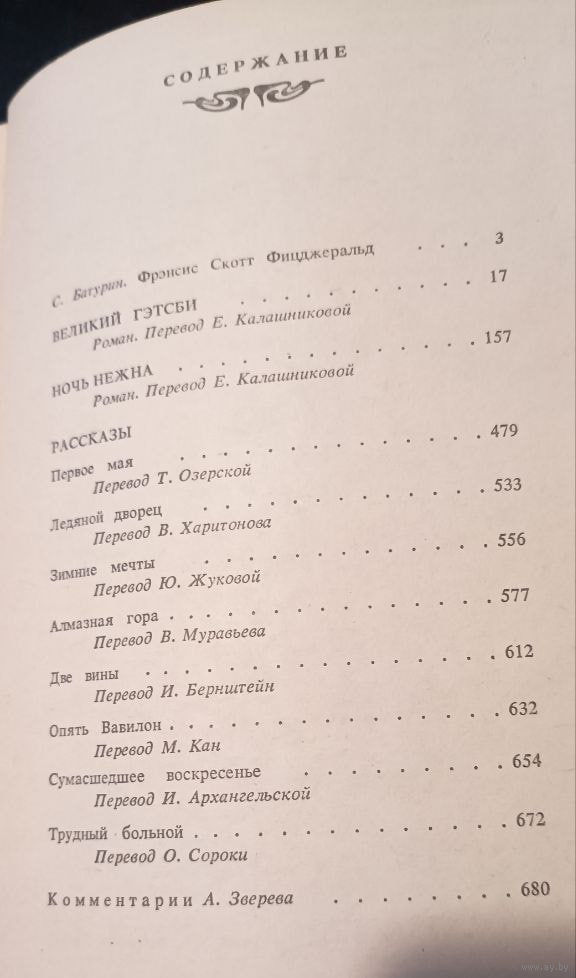 СОДЕРЖАНИЕ
С. Батурин. Фрэнсис Скотт Фицджеральд . . . 3
ВЕЛИКИЙ ГЭТСБИ . . . . . . . . . . 17
Роман. Перевод Е. Калашниковой
НОЧЬ НЕЖНА . . . . . . . . . . . . . 157
Роман. Перевод Е. Калашниковой
РАССКАЗЫ
Первое мая . . . . . . . . . . . . . 479
Перевод Т. Озерской
Ледяной дворец . . . . . . . . . . . . 533
Перевод В. Харитонова
Зимние мечты . . . . . . . . . . . . 556
Перевод Ю. Жуковой
Алмазная гора . . . . . . . . . . . . . 577
Перевод В. Муравьева
Две вины . . . . . . . . . . . . . . 612
Перевод И. Бернштейн
Опять Вавилон . . . . . . . . . . . . . 632
Перевод М. Кан
Сумасшедшее воскресенье . . . . . . . . 654
Перевод И. Архангельской
Трудный больной . . . . . . . . . . . . 672
Перевод О. Сороки
Комментарии А. Зверева . . . . . . . 680
www.ay.by